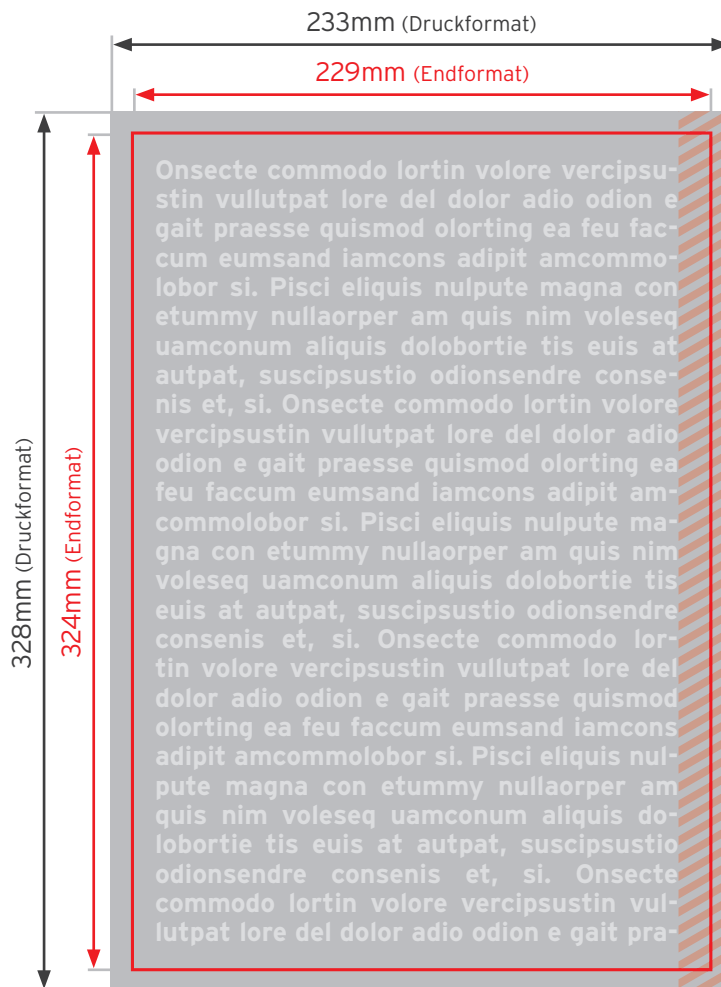 233mm (Druckformat)
229mm (Endformat)
328mm (Druckformat)
324mm (Endformat)
Onsecte commodo lortin volore vercipsu-
stin vullutpat lore del dolor adio odion e
gait praesse quismod olorting ea feu fac-
cum eumsand iamcons adipit amcommo-
lobor si. Pisci eliquis nulpute magna con
etummy nullaorper am quis nim voleseq
uamconum aliquis dolobortie tis euis at
autpat, suscipsustio odionsendre conse-
nis et, si. Onsecte commodo lortin volore
vercipsustin vullutpat lore del dolor adio
odion e gait praesse quismod olorting ea
feu faccum eumsand iamcons adipit am-
commolobor si. Pisci eliquis nulpute ma-
gna con etummy nullaorper am quis nim
voleseq uamconum aliquis dolobortie tis
euis at autpat, suscipsustio odionsendre
consenis et, si. Onsecte ommodo lor-
tin volore vercipsustin vullutpat lore del
dolor adio odion e gait praesse quismod
olorting ea feu faccum eumsand iamcons
adipit amcommolobor si. Pisci eliquis nul-
pute magna con etummy nullaorper am
quis nim voleseq uamconum aliquis do-
lobortie tis euis at autpat, suscipsustio
odionsendre consenis et, si. Onsecte
commodo lortin volore vercipsustin vul-
lutpat lore del dolor adio odion e gait pra-